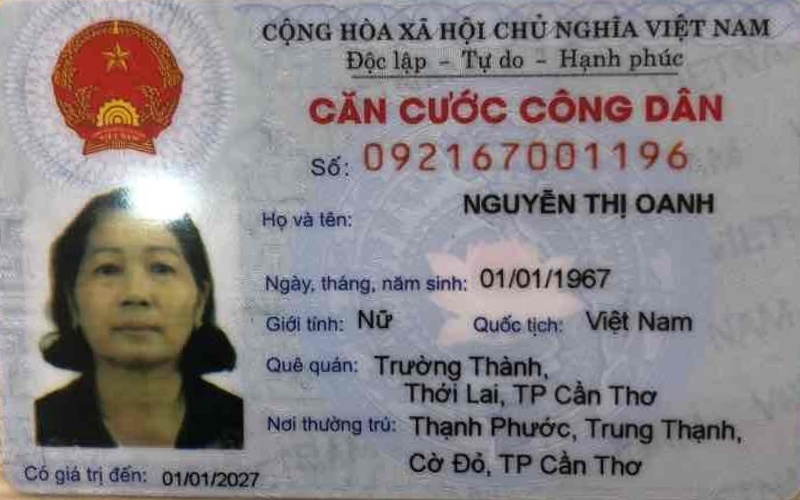 CỘNG HÒA XÃ HỘI CHỦ NGHĨA VIỆT NAM
Độc lập - Tự do - Hạnh phúc
CĂN CƯỚC CÔNG DÂN
Số: 092167001196
Họ và tên: NGUYỄN THỊ OANH
Ngày, tháng, năm sinh: 01/01/1967
Giới tính: Nữ Quốc tịch: Việt Nam
Quê quán: Trường Thành,
Thới Lai, TP Cần Thơ
Nơi thường trú: Thạnh Phước, Trung Thạnh,
Cờ Đỏ, TP Cần Thơ
Có giá trị đến: 01/01/2027